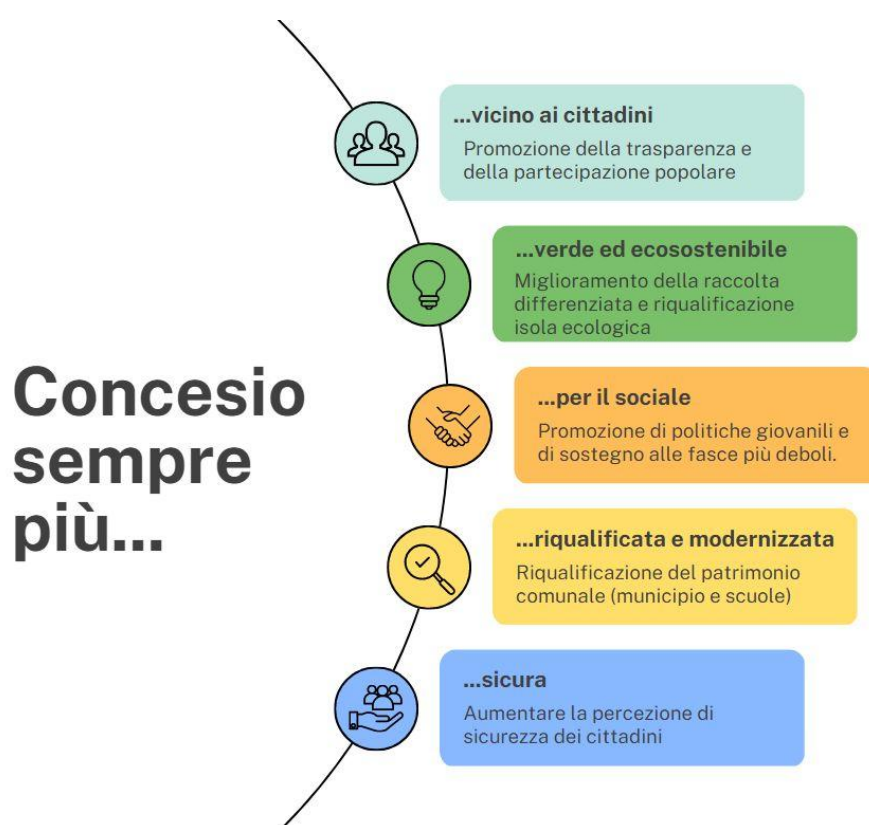 Concesio
sempre
più...
...vicino ai cittadini
Promozione della trasparenza e
della partecipazione popolare
...verde ed ecosostenibile
Miglioramento della raccolta
differenziata e riqualificazione
isola ecologica
...per il sociale
Promozione di politiche giovanili e
di sostegno alle fasce più deboli.
...riqualificata e modernizzata
Riqualificazione del patrimonio
comunale (municipio e scuole)
...sicura
Aumentare la percezione di
sicurezza dei cittadini